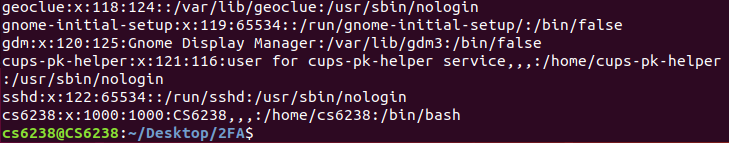 geoclue:x:118:124::/var/lib/geoclue:/usr/sbin/nologin
gnome-initial-setup:x:119:65534::/run/gnome-initial-setup/:/bin/false
gdm:x:120:125:Gnome Display Manager:/var/lib/gdm3:/bin/false
cups-pk-helper:x:121:116:user for cups-pk-helper service,,,:/home/cups-pk-helper
:/usr/sbin/nologin
sshd:x:122:65534::/run/sshd:/usr/sbin/nologin
cs6238:x:1000:1000:CS6238,,,:/home/cs6238:/bin/bash
cs6238@CS6238:~/Desktop/2FA$